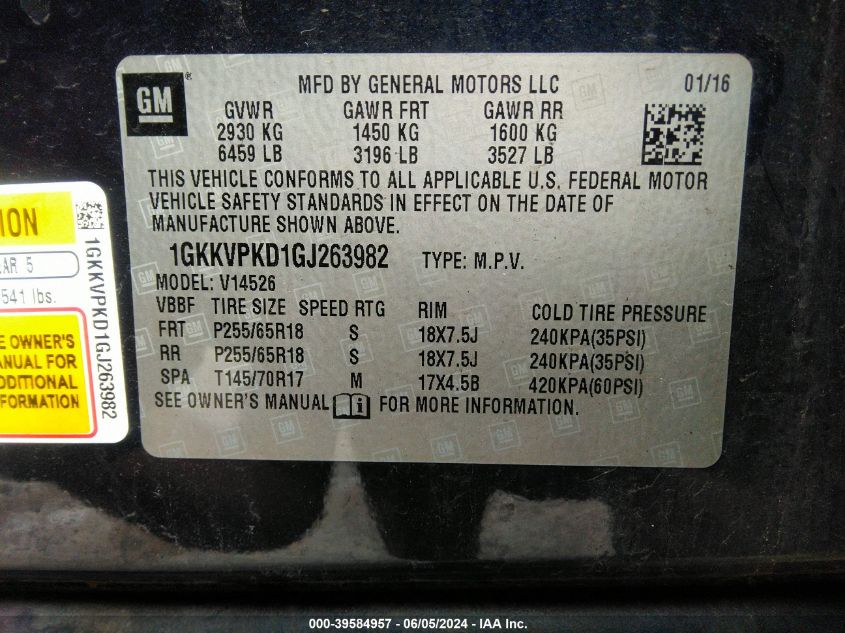 GM
MFD BY GENERAL MOTORS LLC 01/16
GVWR GAWR FRT GAWR RR
2930 KG 1450 KG 1600 KG
6459 LB 3196 LB 3527 LB
THIS VEHICLE CONFORMS TO ALL APPLICABLE U.S. FEDERAL MOTOR
VEHICLE SAFETY STANDARDS IN EFFECT ON THE DATE OF
MANUFACTURE SHOWN ABOVE.
1GKKVPKD1GJ263982 TYPE: M.P.V.
MODEL: V14526
VBBF TIRE SIZE SPEED RTG RIM COLD TIRE PRESSURE
FRT P255/65R18 S 18X7.5J 240KPA(35PSI)
RR P255/65R18 S 18X7.5J 240KPA(35PSI)
SPA T145/70R17 M 17X4.5B 420KPA(60PSI)
SEE OWNER'S MANUAL i FOR MORE INFORMATION.
ION
AR 5
541 lbs.
E OWNER'S
ANUAL FOR
DDITIONAL
FORMATION
1GKKVPKD1GJ263982
000-39584957 - 06/05/2024 - IAA Inc.